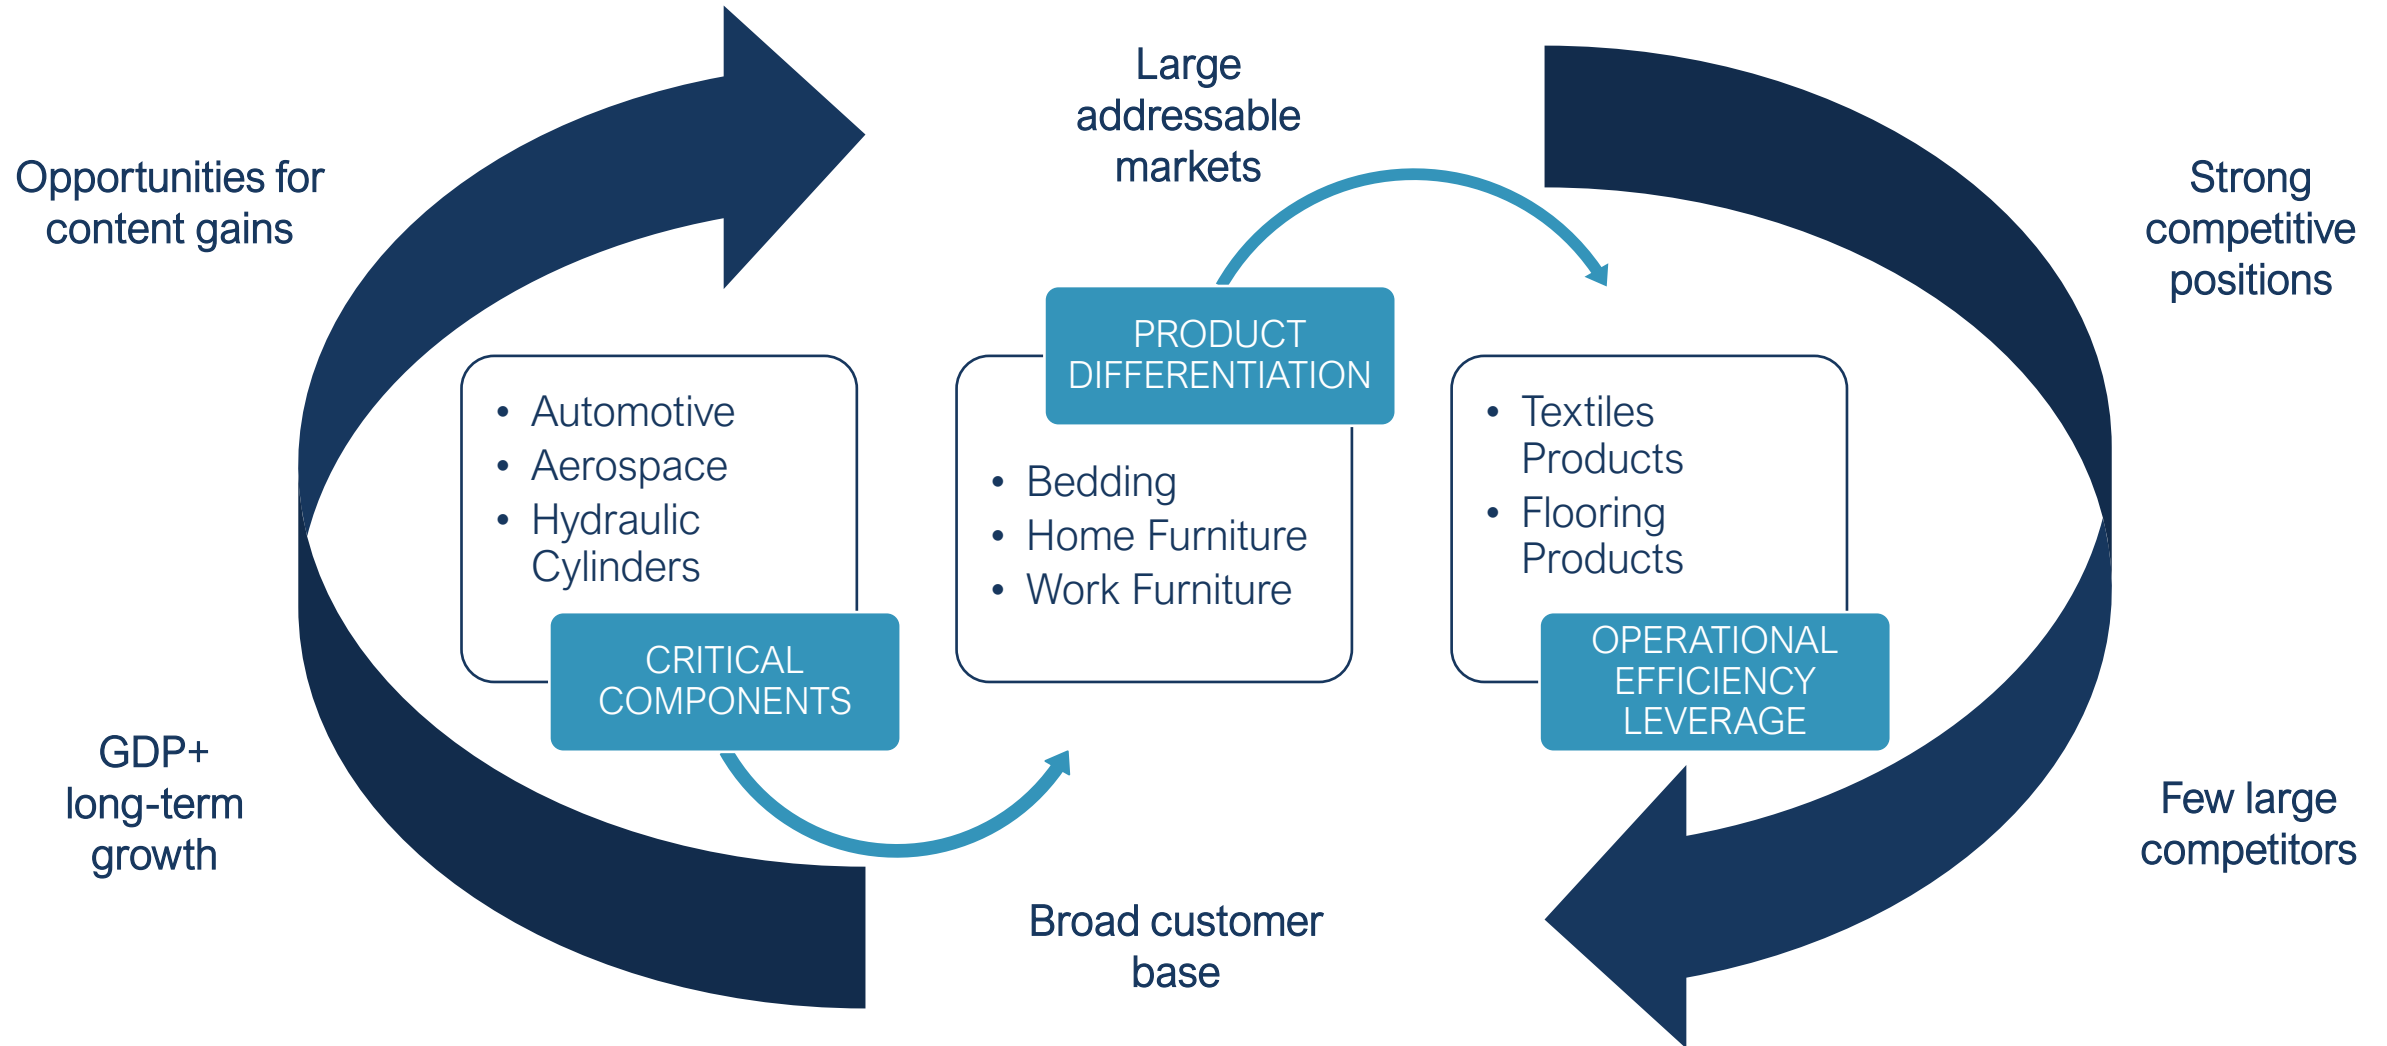 Large
addressable
markets
Opportunities for
content gains
Strong
competitive
positions
• Automotive
• Aerospace
• Hydraulic
Cylinders
CRITICAL
COMPONENTS
PRODUCT
DIFFERENTIATION
• Bedding
• Home Furniture
• Work Furniture
• Textiles
Products
• Flooring
Products
OPERATIONAL
EFFICIENCY
LEVERAGE
GDP+
long-term
growth
Few large
competitors
Broad customer
base